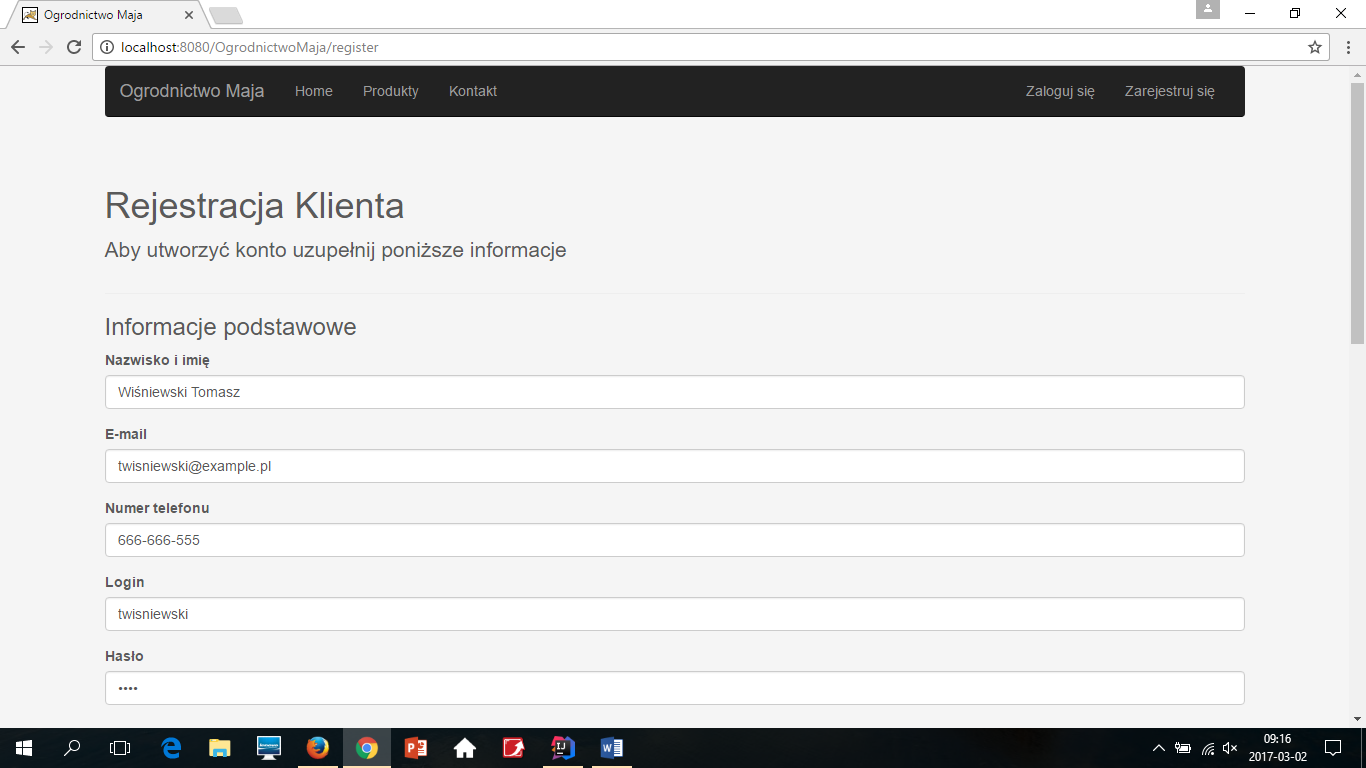 Ogrodnictwo Maja
localhost:8080/OgrodnictwoMaja/register
Ogrodnictwo Maja Home Produkty Kontakt Zaloguj się Zarejestruj się
Rejestracja Klienta
Aby utworzyć konto uzupełnij poniższe informacje
Informacje podstawowe
Nazwisko i imię
Wiśniewski Tomasz
E-mail
twisniewski@example.pl
Numer telefonu
666-666-555
Login
twisniewski
Hasło
••••
09:16
2017-03-02